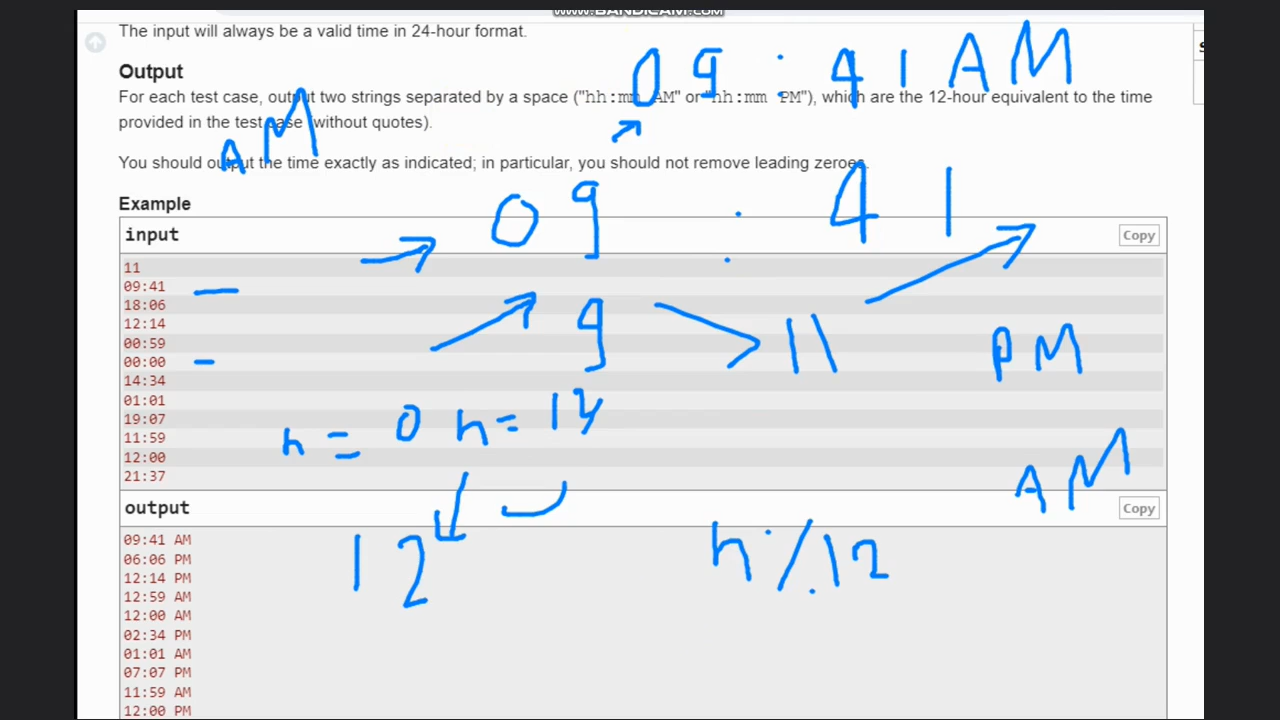 WWW.BANDICAM.COM
The input will always be a valid time in 24-hour format.
Output
09 : 41 AM
For each test case, output two strings separated by a space ("hh:mm AM" or "hh:mm PM"), which are the 12-hour equivalent to the time
provided in the test case (without quotes).
AM
You should output the time exactly as indicated; in particular, you should not remove leading zeroes.
Example
09 : 41
input
Copy
11
09:41
18:06
12:14
00:59
00:00
14:34
01:01
19:07
11:59
12:00
21:37
9
11
PM
h = 0
h =
AM
output
Copy
12
h % 12
09:41 AM
06:06 PM
12:14 PM
12:59 AM
12:00 AM
02:34 PM
01:01 AM
07:07 PM
11:59 AM
12:00 PM